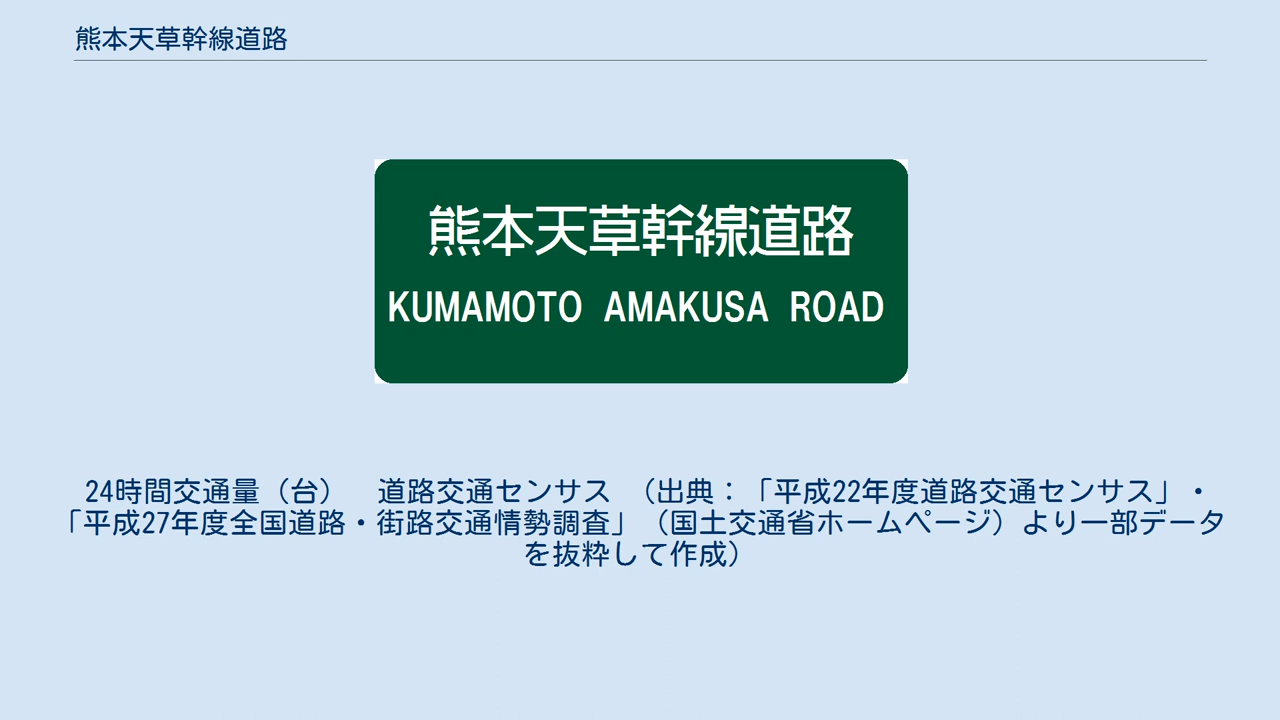 熊本天草幹線道路
熊本天草幹線道路
KUMAMOTO AMAKUSA ROAD
24時間交通量（台）　道路交通センサス　（出典：「平成22年度道路交通センサス」・
「平成27年度全国道路・街路交通情勢調査」（国土交通省ホームページ）より一部データ
を抜粋して作成）